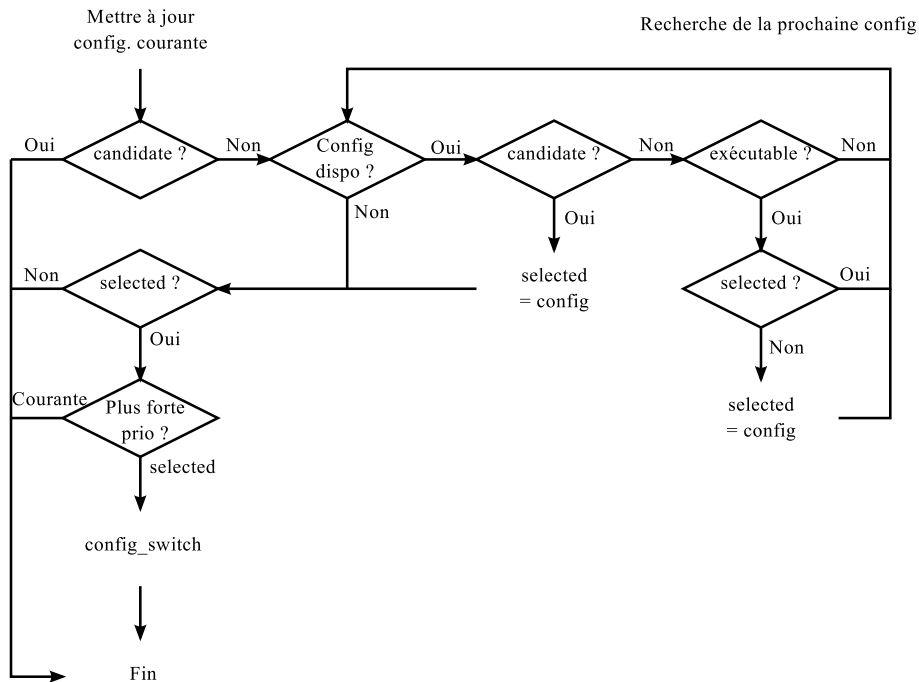 Mettre à jour
config. courante
Recherche de la prochaine config
Oui
candidate ?
Non
Config
dispo ?
Oui
candidate ?
Non
exécutable ?
Non
Non
Oui
Oui
Non
selected ?
selected
= config
selected ?
Oui
Oui
Non
Courante
Plus forte
prio ?
selected
= config
selected
config_switch
Fin